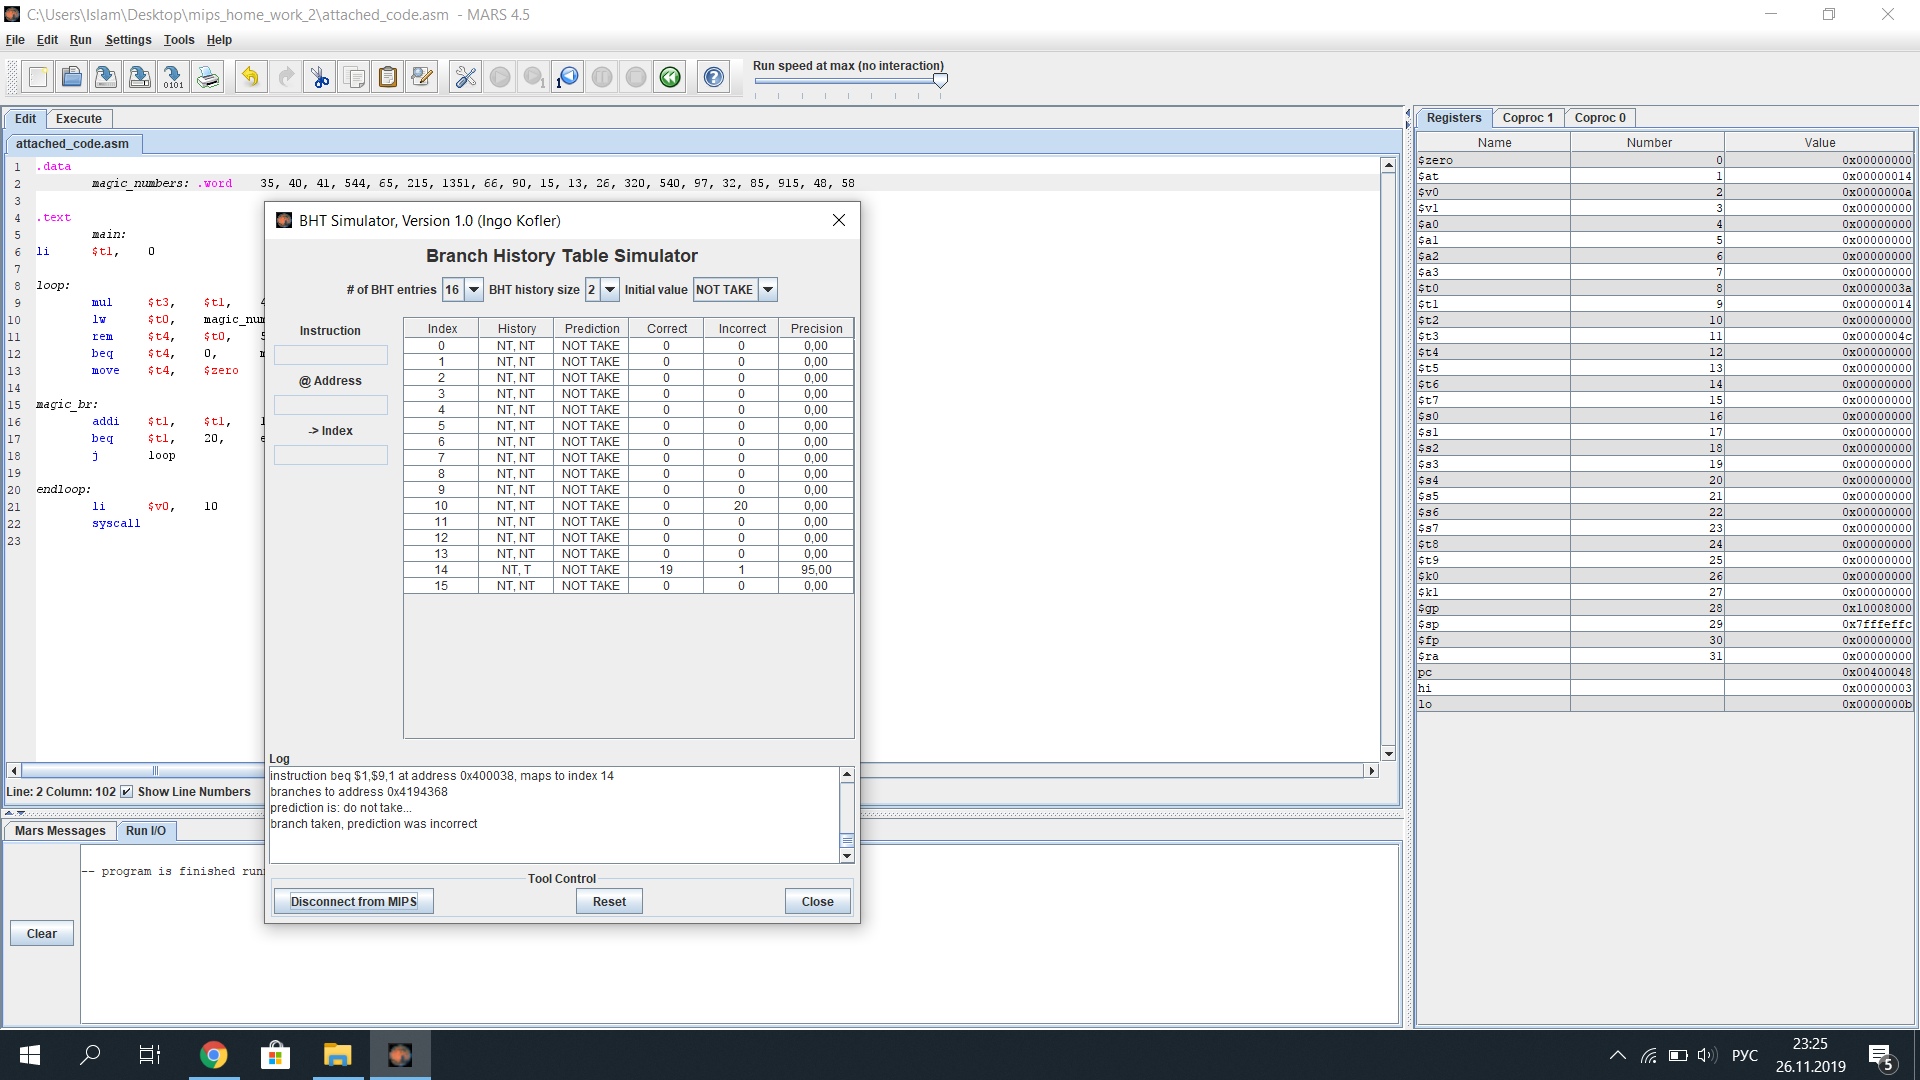 C:\Users\Islam\Desktop\mips_home_work_2\attached_code.asm - MARS 4.5
File Edit Run Settings Tools Help
Run speed at max (no interaction)
Edit Execute
attached_code.asm
1 .data
2 magic_numbers: .word 35, 40, 41, 544, 65, 215, 1351, 66, 90, 15, 13, 26, 320, 540, 97, 32, 85, 915, 48, 58
3
4 .text
5 main:
6 li $t1, 0
7
8 loop:
9 mul $t3, $t1,
10 lw $t0,
11 rem $t4, $t0,
12 beq $t4, 0,
13 move $t4, $zero
14
15 magic_br:
16 addi $t1, $t1,
17 beq $t1, 20,
18 j loop
19
20 endloop:
21 li $v0, 10
22 syscall
23
Line: 2 Column: 102 Show Line Numbers
Mars Messages Run I/O
-- program is finished
Clear
BHT Simulator, Version 1.0 (Ingo Kofler)
Branch History Table Simulator
# of BHT entries 16 BHT history size 2 Initial value NOT TAKE
Instruction
@ Address
-> Index
Index History Prediction Correct Incorrect Precision
0 NT, NT NOT TAKE 0 0 0,00
1 NT, NT NOT TAKE 0 0 0,00
2 NT, NT NOT TAKE 0 0 0,00
3 NT, NT NOT TAKE 0 0 0,00
4 NT, NT NOT TAKE 0 0 0,00
5 NT, NT NOT TAKE 0 0 0,00
6 NT, NT NOT TAKE 0 0 0,00
7 NT, NT NOT TAKE 0 0 0,00
8 NT, NT NOT TAKE 0 0 0,00
9 NT, NT NOT TAKE 0 0 0,00
10 NT, NT NOT TAKE 0 20 0,00
11 NT, NT NOT TAKE 0 0 0,00
12 NT, NT NOT TAKE 0 0 0,00
13 NT, NT NOT TAKE 0 0 0,00
14 NT, T NOT TAKE 19 1 95,00
15 NT, NT NOT TAKE 0 0 0,00
Log
instruction beq $1,$9,1 at address 0x400038, maps to index 14
branches to address 0x4194368
prediction is: do not take...
branch taken, prediction was incorrect
Tool Control
Disconnect from MIPS Reset Close
Registers Coproc 1 Coproc 0
Name Number Value
$zero 0 0x00000000
$at 1 0x00000014
$v0 2 0x0000000a
$v1 3 0x00000000
$a0 4 0x00000000
$a1 5 0x00000000
$a2 6 0x00000000
$a3 7 0x00000000
$t0 8 0x0000003a
$t1 9 0x00000014
$t2 10 0x00000000
$t3 11 0x0000004c
$t4 12 0x00000000
$t5 13 0x00000000
$t6 14 0x00000000
$t7 15 0x00000000
$s0 16 0x00000000
$s1 17 0x00000000
$s2 18 0x00000000
$s3 19 0x00000000
$s4 20 0x00000000
$s5 21 0x00000000
$s6 22 0x00000000
$s7 23 0x00000000
$t8 24 0x00000000
$t9 25 0x00000000
$k0 26 0x00000000
$k1 27 0x00000000
$gp 28 0x10008000
$sp 29 0x7fffeffc
$fp 30 0x00000000
$ra 31 0x00000000
pc 0x00400048
hi 0x00000003
lo 0x0000000b
РУС
23:25
26.11.2019
5